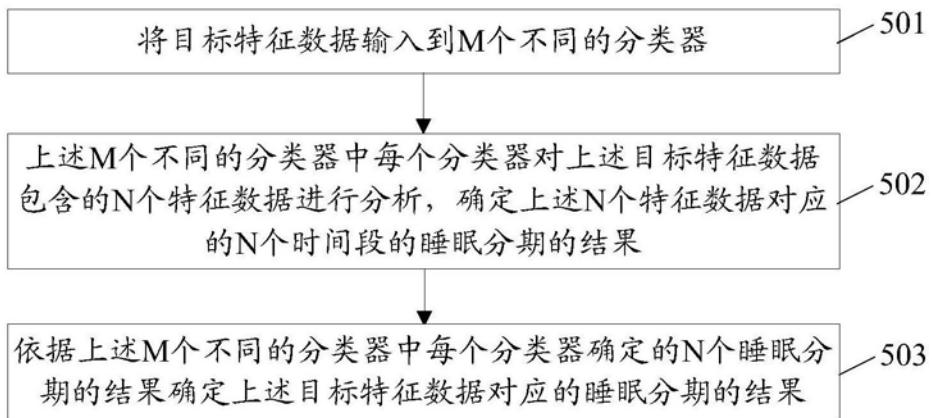 将目标特征数据输入到M个不同的分类器
501
上述M个不同的分类器中每个分类器对上述目标特征数据
包含的N个特征数据进行分析，确定上述N个特征数据对应
的N个时间段的睡眠分期的结果
502
依据上述M个不同的分类器中每个分类器确定的N个睡眠分
期的结果确定上述目标特征数据对应的睡眠分期的结果
503